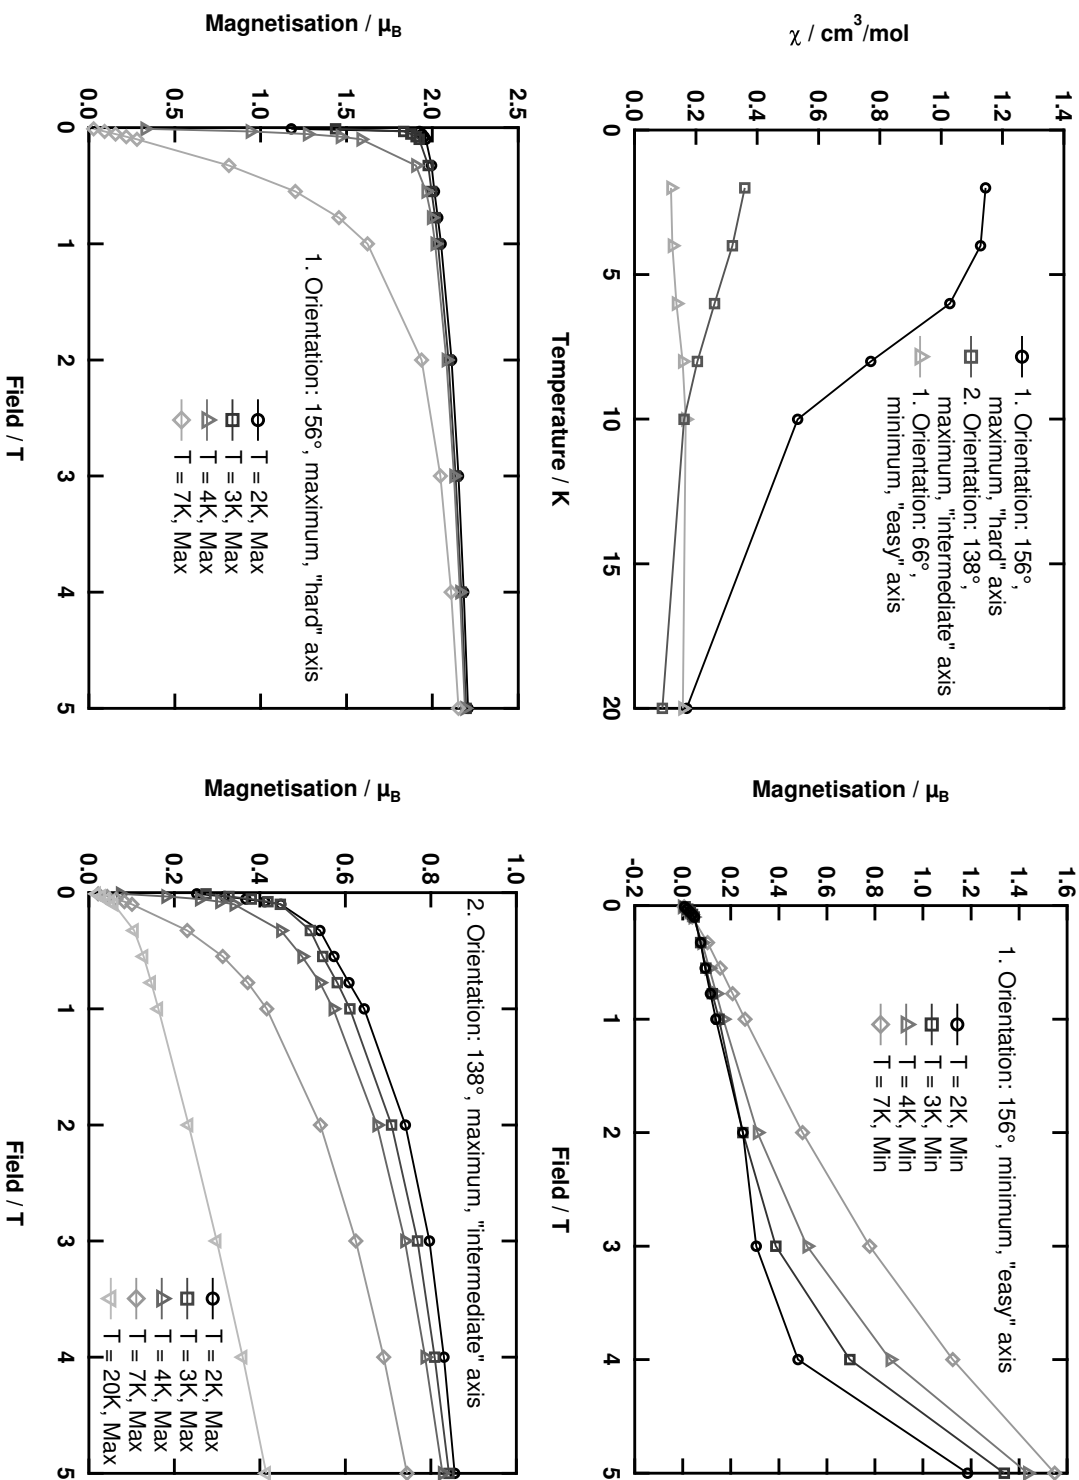 χ / cm3/mol
1.4
1.2
1.0
0.8
0.6
0.4
0.2
0.0
0
5
10
15
20
Temperature / K
1. Orientation: 156°,
maximum, "hard" axis
2. Orientation: 138°,
maximum, "intermediate" axis
1. Orientation: 66°,
minimum, "easy" axis
Magnetisation / μB
1.6
1.4
1.2
1.0
0.8
0.6
0.4
0.2
0.0
-0.2
0
1
2
3
4
5
Field / T
1. Orientation: 156°, minimum, "easy" axis
T = 2K, Min
T = 3K, Min
T = 4K, Min
T = 7K, Min
Magnetisation / μB
2.5
2.0
1.5
1.0
0.5
0.0
0
1
2
3
4
5
Field / T
1. Orientation: 156°, maximum, "hard" axis
T = 2K, Max
T = 3K, Max
T = 4K, Max
T = 7K, Max
Magnetisation / μB
1.0
0.8
0.6
0.4
0.2
0.0
0
1
2
3
4
5
Field / T
2. Orientation: 138°, maximum, "intermediate" axis
T = 2K, Max
T = 3K, Max
T = 4K, Max
T = 7K, Max
T = 20K, Max